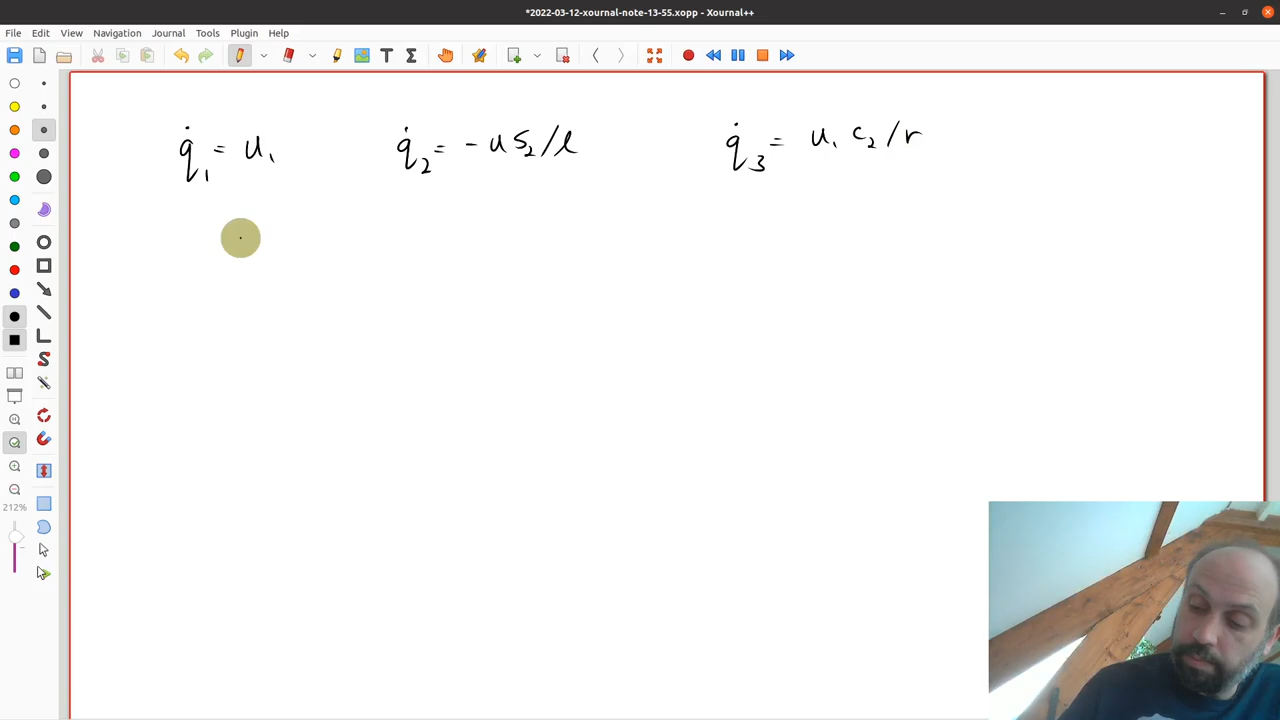 *2022-03-12-xournal-note-13-55.xopp - Xournal++
File Edit View Navigation Journal Tools Plugin Help
q̇₁ = u₁ q̇₂ = - u s₂/l q̇₃ = u₁ c₂/r
212%